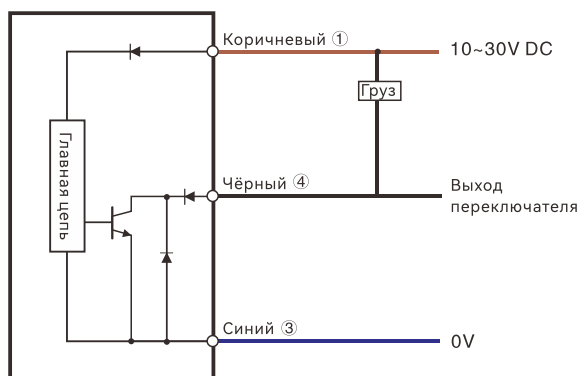 Коричневый ①
10~30V DC
Груз
Главная цепь
Чёрный ④
Выход
переключателя
Синий ③
0V